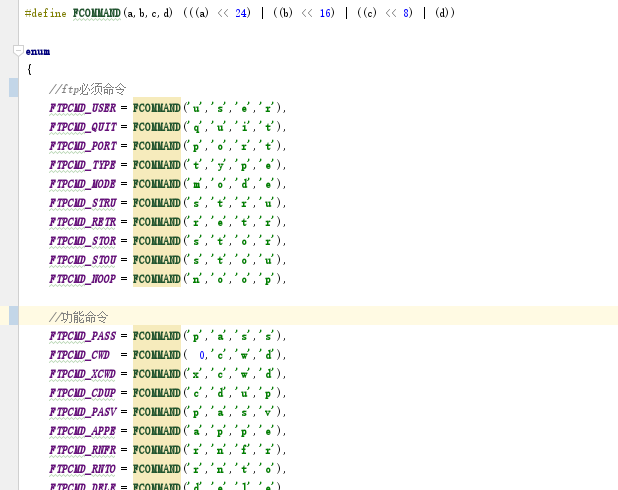 #define FCOMMAND(a,b,c,d) (((a) << 24) | ((b) << 16) | ((c) << 8) | (d))
enum
{
//ftp必须命令
FTPCMD_USER = FCOMMAND('u','s','e','r'),
FTPCMD_QUIT = FCOMMAND('q','u','i','t'),
FTPCMD_PORT = FCOMMAND('p','o','r','t'),
FTPCMD_TYPE = FCOMMAND('t','y','p','e'),
FTPCMD_MODE = FCOMMAND('m','o','d','e'),
FTPCMD_STRU = FCOMMAND('s','t','r','u'),
FTPCMD_RETR = FCOMMAND('r','e','t','r'),
FTPCMD_STOR = FCOMMAND('s','t','o','r'),
FTPCMD_STOU = FCOMMAND('s','t','o','u'),
FTPCMD_NOOP = FCOMMAND('n','o','o','p'),
//功能命令
FTPCMD_PASS = FCOMMAND('p','a','s','s'),
FTPCMD_CWD  = FCOMMAND(  0,'c','w','d'),
FTPCMD_XCWD = FCOMMAND('x','c','w','d'),
FTPCMD_CDUP = FCOMMAND('c','d','u','p'),
FTPCMD_PASV = FCOMMAND('p','a','s','v'),
FTPCMD_APPE = FCOMMAND('a','p','p','e'),
FTPCMD_RNFR = FCOMMAND('r','n','f','r'),
FTPCMD_RNTO = FCOMMAND('r','n','t','o'),
FTPCMD_DELE = FCOMMAND('d','e','l','e'),